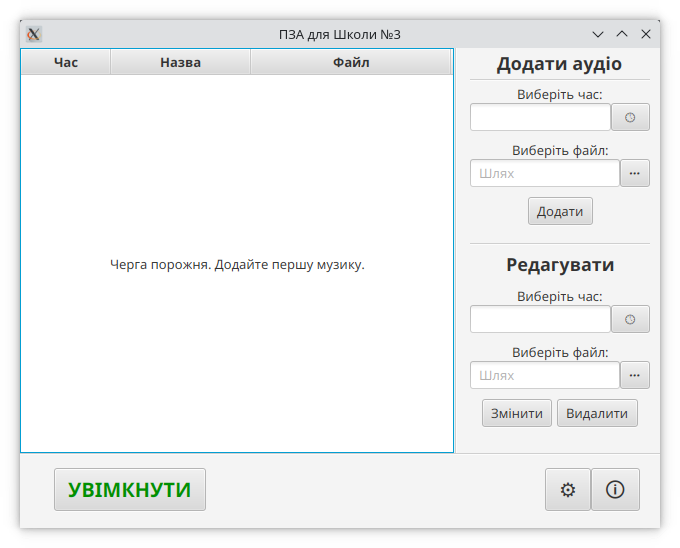 ПЗА для Школи №3
Час Назва Файл
Черга порожня. Додайте першу музику.
Додати аудіо
Виберіть час:
Виберіть файл:
Шлях ...
Додати
Редагувати
Виберіть час:
Виберіть файл:
Шлях ...
Змінити Видалити
УВІМКНУТИ